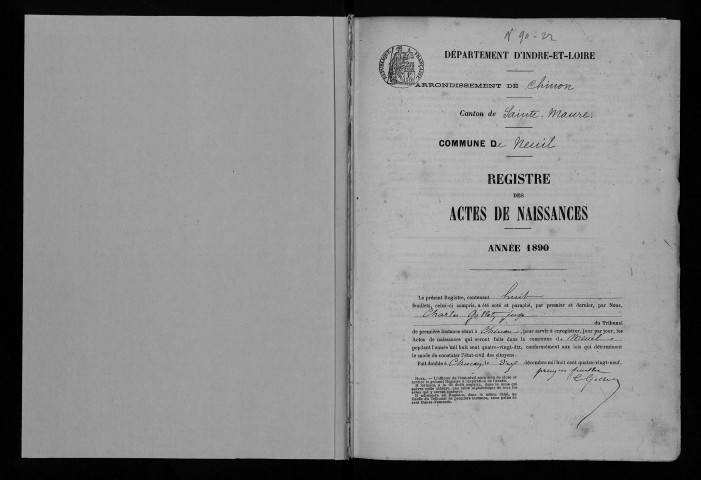 N° 90-22
DÉPARTEMENT D'INDRE-ET-LOIRE
ARRONDISSEMENT DE Chinon
Canton de Sainte-Maure
COMMUNE De Neuil
REGISTRE
DES
ACTES DE NAISSANCES
ANNÉE 1890
Le présent Registre, contenant huit
feuillets, celui-ci compris, a été coté et paraphé, par premier et dernier, par Nous,
Charles juge
du Tribunal
de première instance séant à Chinon, pour servir à enregistrer, jour par jour, les
Actes de naissances qui seront faits dans la commune de Neuil
pendant l'année mil huit cent quatre-vingt-dix, conformément aux lois qui déterminent
le mode de constater l'état-civil des citoyens.
Fait double à Chinon, le dix décembre mil huit cent quatre-vingt-neuf.